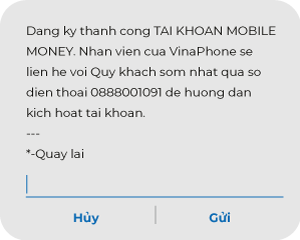 Dang ky thanh cong TAI KHOAN MOBILE
MONEY. Nhan vien cua VinaPhone se
lien he voi Quy khach som nhat qua so
dien thoai 0888001091 de huong dan
kich hoat tai khoan.
---
*-Quay lai
Hủy
Gửi